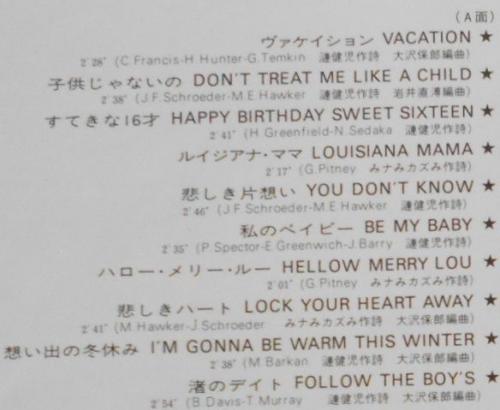 (A面)
ヴァケイション VACATION ★
2'28" (C.Francis-H.Hunter-G.Temkin 漣健児作詩 大沢保郎編曲)
子供じゃないの DON'T TREAT ME LIKE A CHILD ★
2'38" (J.F.Schroeder-M.E.Hawker 漣健児作詩 岩井直溥編曲)
すてきな16才 HAPPY BIRTHDAY SWEET SIXTEEN ★
2'41" (H.Greenfield-N.Sedaka 漣健児作詩)
ルイジアナ・ママ LOUISIANA MAMA ★
2'17" (G.Pitney みナみカズみ作詩)
悲しき片想い YOU DON'T KNOW ★
2'46" (J.F.Schroeder-M.E.Hawker 漣健児作詩)
私のベイビー BE MY BABY ★
2'35" (P.Spector-E.Greenwich-J.Barry 漣健児作詩)
ハロー・メリー・ルー HELLOW MERRY LOU ★
2'01" (G.Pitney みナみカズみ作詩)
悲しきハート LOCK YOUR HEART AWAY ★
2'41" (M.Hawker-J.Schroeder みナみカズみ作詩 大沢保郎編曲)
想い出の冬休み I'M GONNA BE WARM THIS WINTER ★
2'38" (M.Barkan 漣健児作詩 大沢保郎編曲)
渚のデイト FOLLOW THE BOY'S ★
2'54" (B.Davis-T.Murray 漣健児作詩 大沢保郎編曲)